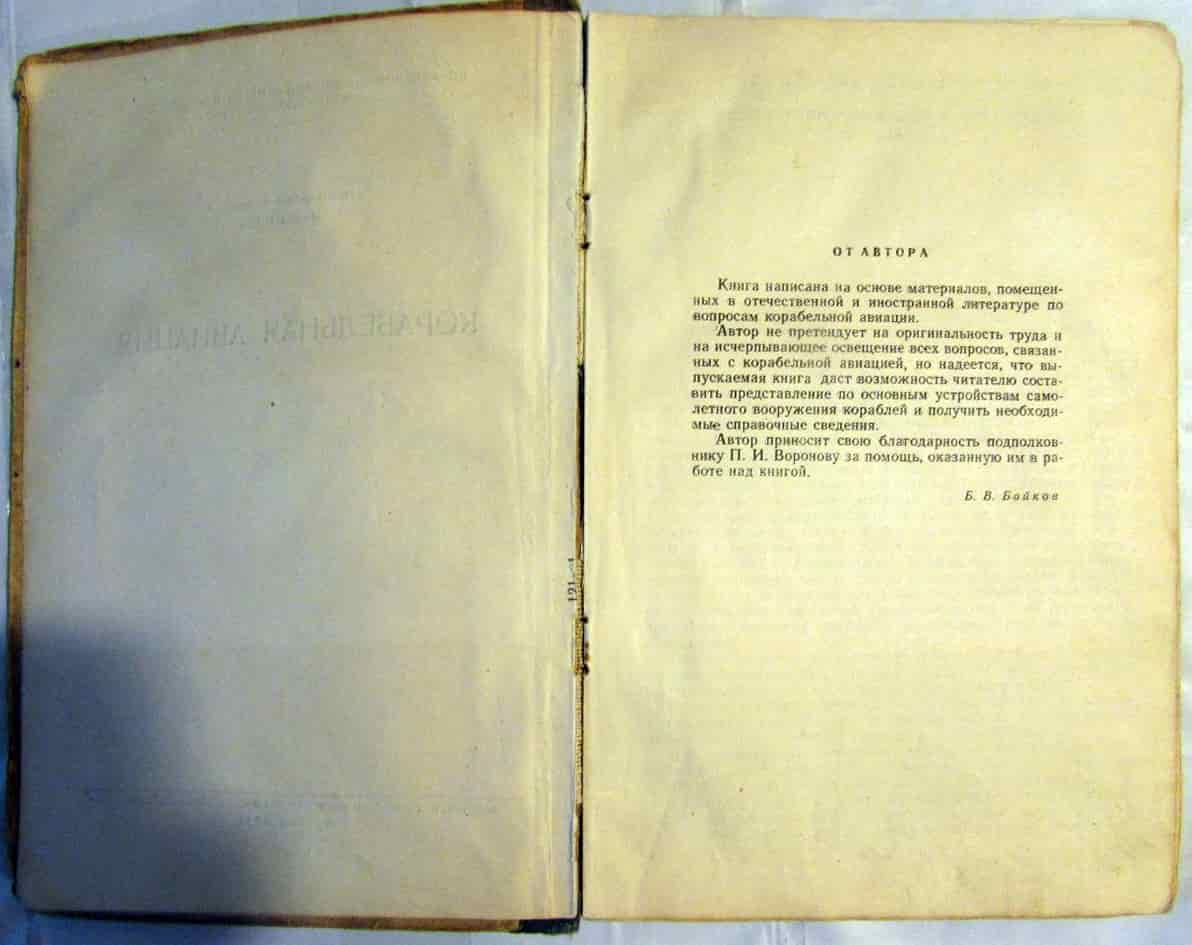 КОРАБЕЛЬНАЯ АВИАЦИЯ
ОТ АВТОРА
Книга написана на основе материалов, помещен-
ных в отечественной и иностранной литературе по
вопросам корабельной авиации.
Автор не претендует на оригинальность труда и
на исчерпывающее освещение всех вопросов, связан-
ных с корабельной авиацией, но надеется, что вы-
пускаемая книга даст возможность читателю соста-
вить представление по основным устройствам само-
летного вооружения кораблей и получить необходи-
мые справочные сведения.
Автор приносит свою благодарность подполков-
нику П. И. Воронову за помощь, оказанную им в ра-
боте над книгой.
Б. В. Байков